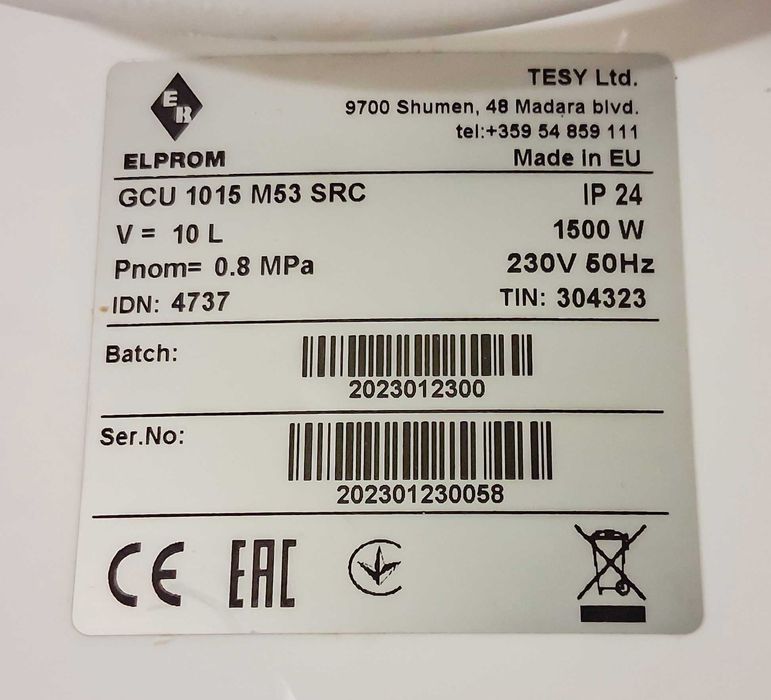 ER
TESY Ltd.
9700 Shumen, 48 Madara blvd.
tel:+359 54 859 111
ELPROM Made in EU
GCU 1015 M53 SRC IP 24
V = 10 L 1500 W
Pnom= 0.8 MPa 230V 50Hz
IDN: 4737 TIN: 304323
Batch:
2023012300
Ser.No:
202301230058
CE EAC